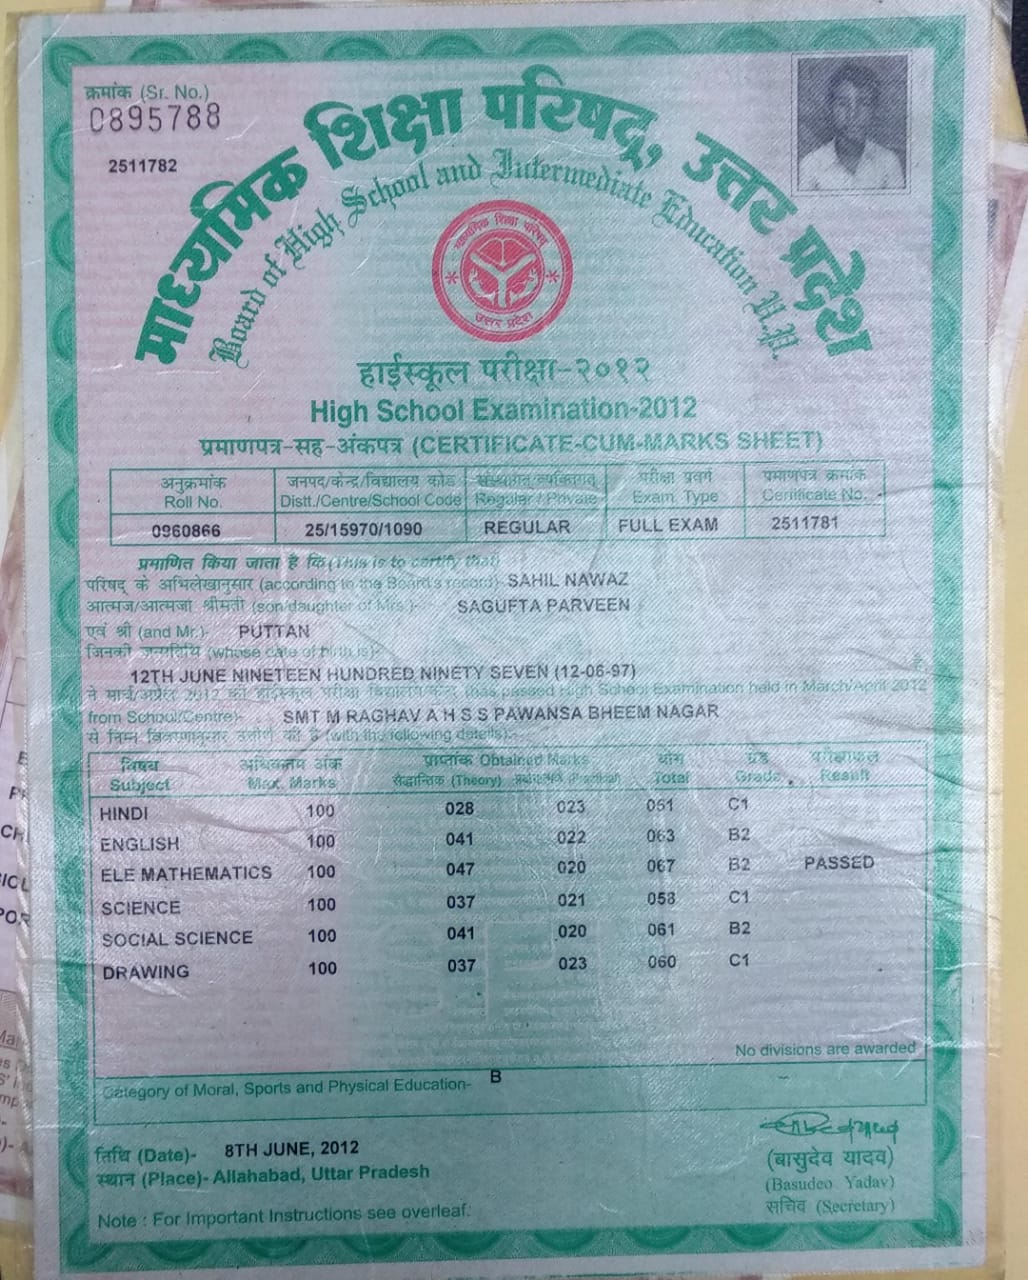 क्रमांक (Sr. No.)
0895788
2511782
माध्यमिक शिक्षा परिषद्, उत्तर प्रदेश
Board of High School and Intermediate Education U.P.
माध्यमिक शिक्षा परिषद्
उत्तर प्रदेश
हाईस्कूल परीक्षा-२०१२
High School Examination-2012
प्रमाणपत्र-सह-अंकपत्र (CERTIFICATE-CUM-MARKS SHEET)
अनुक्रमांक जनपद/केन्द्र/विद्यालय कोड संस्थागत/व्यक्तिगत परीक्षा प्रवर्ग प्रमाणपत्र क्रमांक
Roll No. Distt./Centre/School Code Regular / Private Exam. Type Certificate No.
0960866 25/15970/1090 REGULAR FULL EXAM 2511781
प्रमाणित किया जाता है कि (This is to certify that)
परिषद् के अभिलेखानुसार (according to the Board's record)- SAHIL NAWAZ
आत्मज/आत्मजा श्रीमती (son/daughter of Mrs.)- SAGUFTA PARVEEN
एवं श्री (and Mr.)- PUTTAN
जिनकी जन्मतिथि (whose date of birth is)-
12TH JUNE NINETEEN HUNDRED NINETY SEVEN (12-06-97) है,
ने मार्च/अप्रैल 2012 की हाईस्कूल परीक्षा विद्यालय/केन्द्र (has passed High School Examination held in March/April 2012
from School/Centre)- SMT M RAGHAV A H S S PAWANSA BHEEM NAGAR
से निम्न विवरणानुसार उत्तीर्ण की है (with the following details):-
विषय अधिकतम अंक प्राप्तांक Obtained Marks योग ग्रेड परीक्षाफल
Subject Max. Marks सैद्धान्तिक (Theory) (Practical) Total Grade Result
HINDI 100 028 023 051 C1
ENGLISH 100 041 022 063 B2
ELE MATHEMATICS 100 047 020 067 B2 PASSED
SCIENCE 100 037 021 058 C1
SOCIAL SCIENCE 100 041 020 061 B2
DRAWING 100 037 023 060 C1
No divisions are awarded
Category of Moral, Sports and Physical Education- B
तिथि (Date)- 8TH JUNE, 2012
स्थान (Place)- Allahabad, Uttar Pradesh
(बासुदेव यादव)
(Basudeo Yadav)
सचिव (Secretary)
Note : For Important Instructions see overleaf.